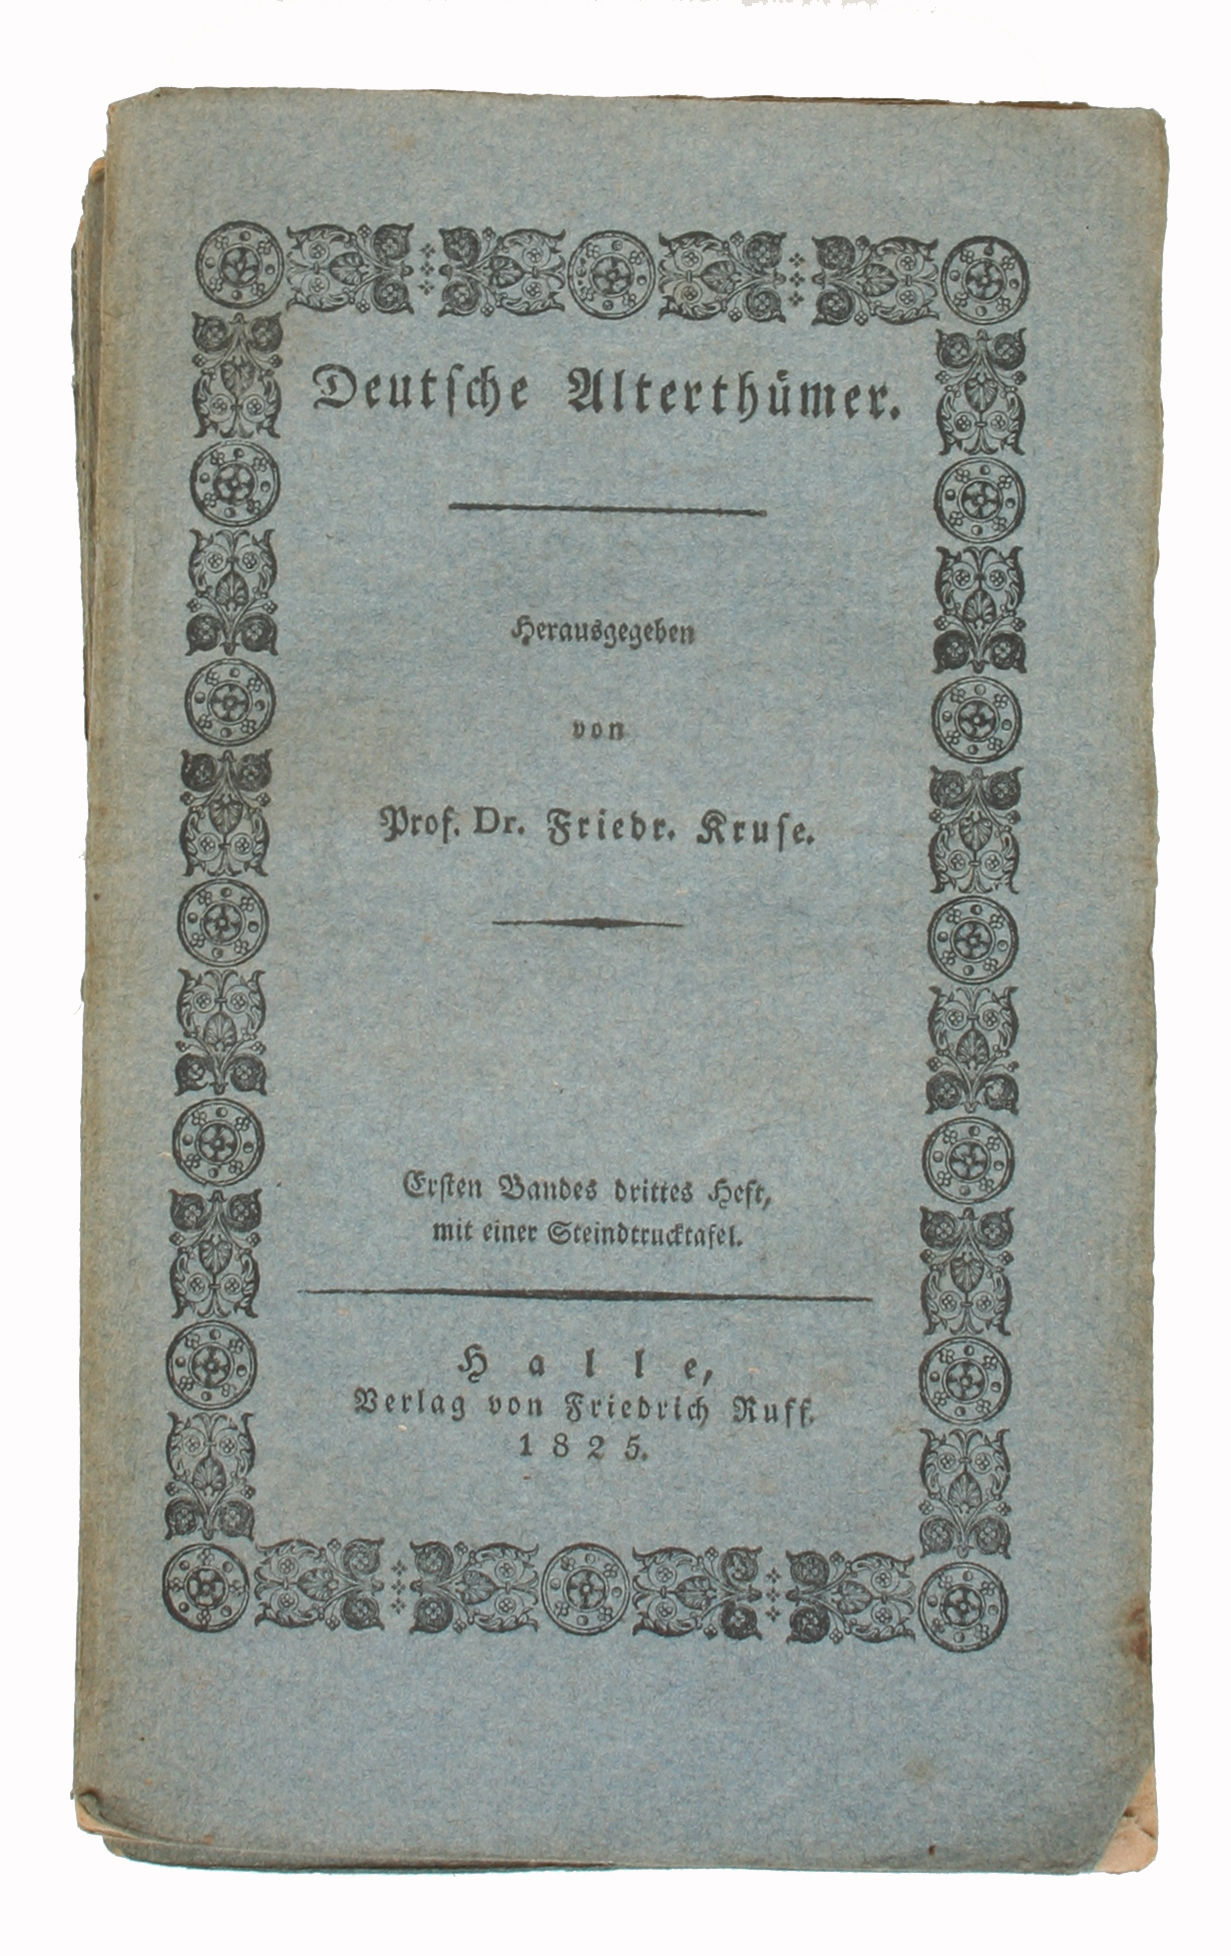 Deutſche Alterthümer.
Herausgegeben
von
Prof. Dr. Friedr. Kruſe.
Erſten Bandes drittes Heft,
mit einer Steindtrucktafel.
Halle,
Verlag von Friedrich Ruff.
1825.